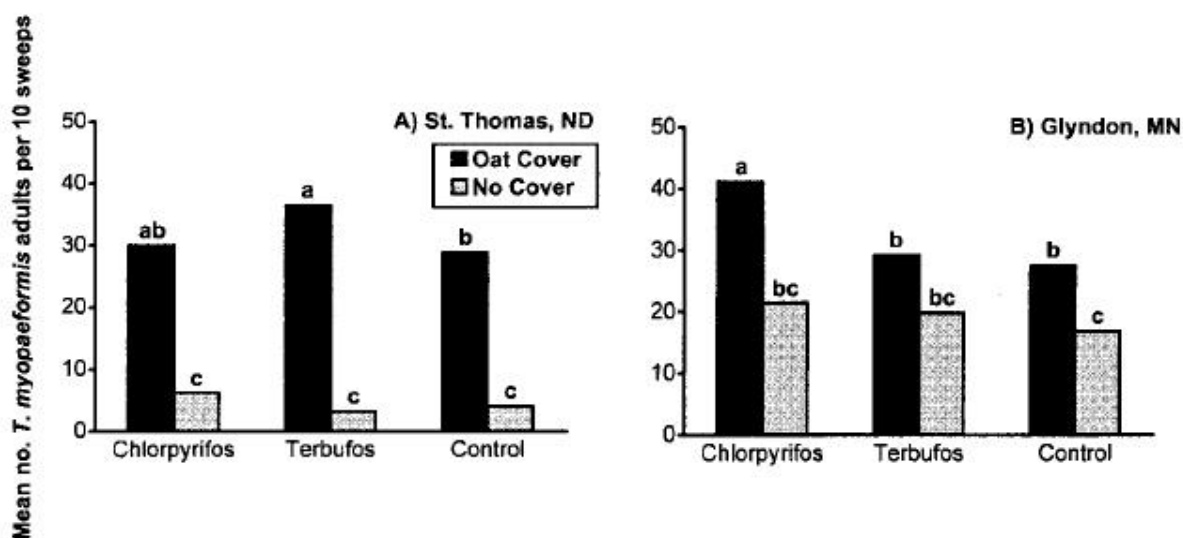 Mean no. T. myopaeformis adults per 10 sweeps
A) St. Thomas, ND
50
40
30
20
10
0
Oat Cover
No Cover
ab
c
a
c
b
c
Chlorpyrifos Terbufos Control
B) Glyndon, MN
50
40
30
20
10
0
a
bc
b
bc
b
c
Chlorpyrifos Terbufos Control